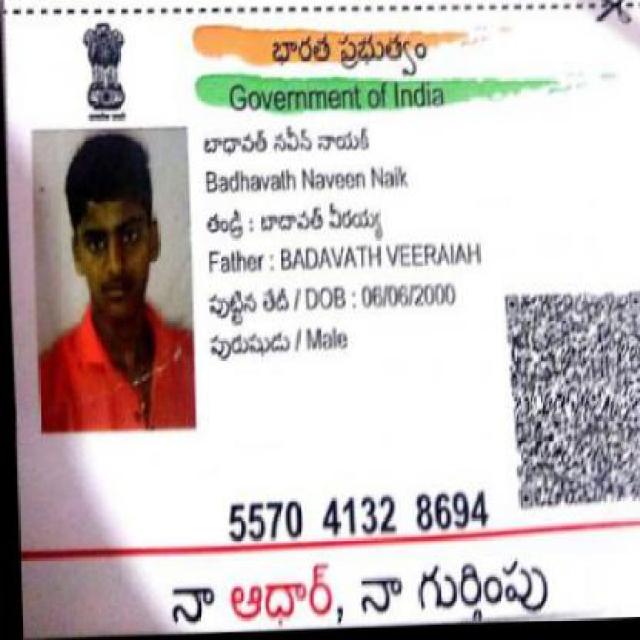 భారత ప్రభుత్వం
Government of India
బాధావత్ నవీన్ నాయక్
Badhavath Naveen Naik
తండ్రి : బాదావత్ వీరయ్య
Father : BADAVATH VEERAIAH
పుట్టిన తేదీ / DOB : 06/06/2000
పురుషుడు / Male
5570 4132 8694
నా ఆధార్, నా గుర్తింపు